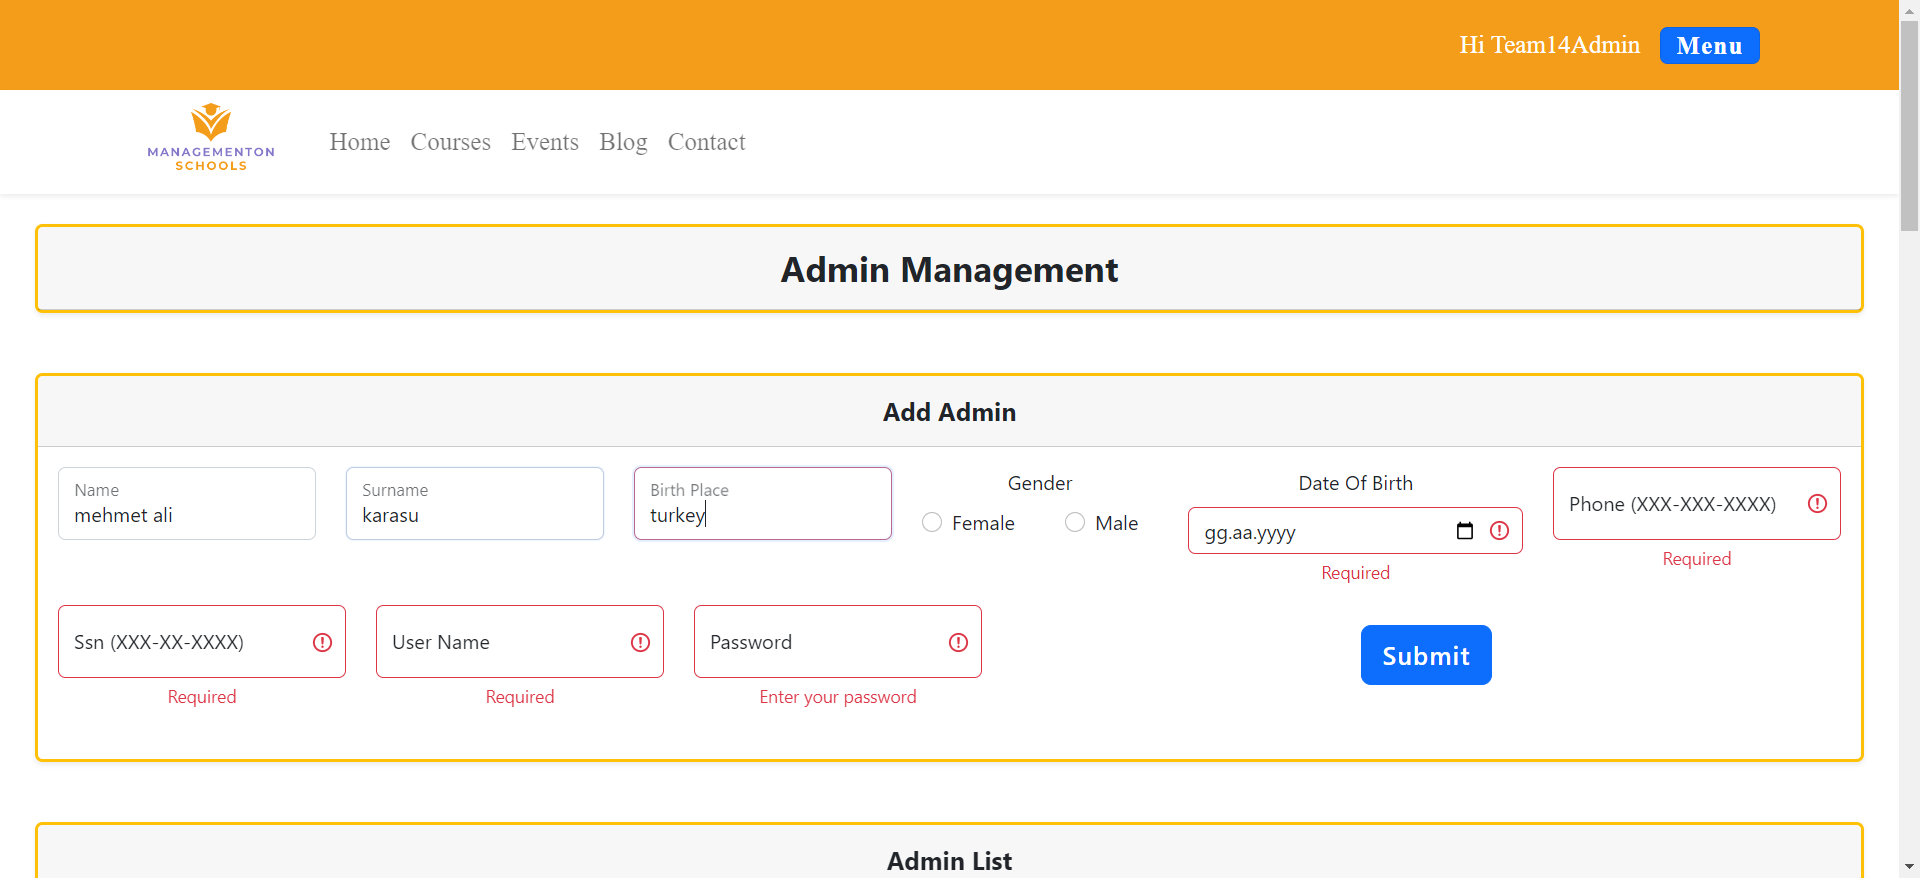 Hi Team14Admin Menu
MANAGEMENTON
SCHOOLS
Home Courses Events Blog Contact
Admin Management
Add Admin
Name
mehmet ali
Surname
karasu
Birth Place
turkey
Gender
Female Male
Date Of Birth
gg.aa.yyyy
Required
Phone (XXX-XXX-XXXX)
Required
Ssn (XXX-XX-XXXX)
Required
User Name
Required
Password
Enter your password
Submit
Admin List